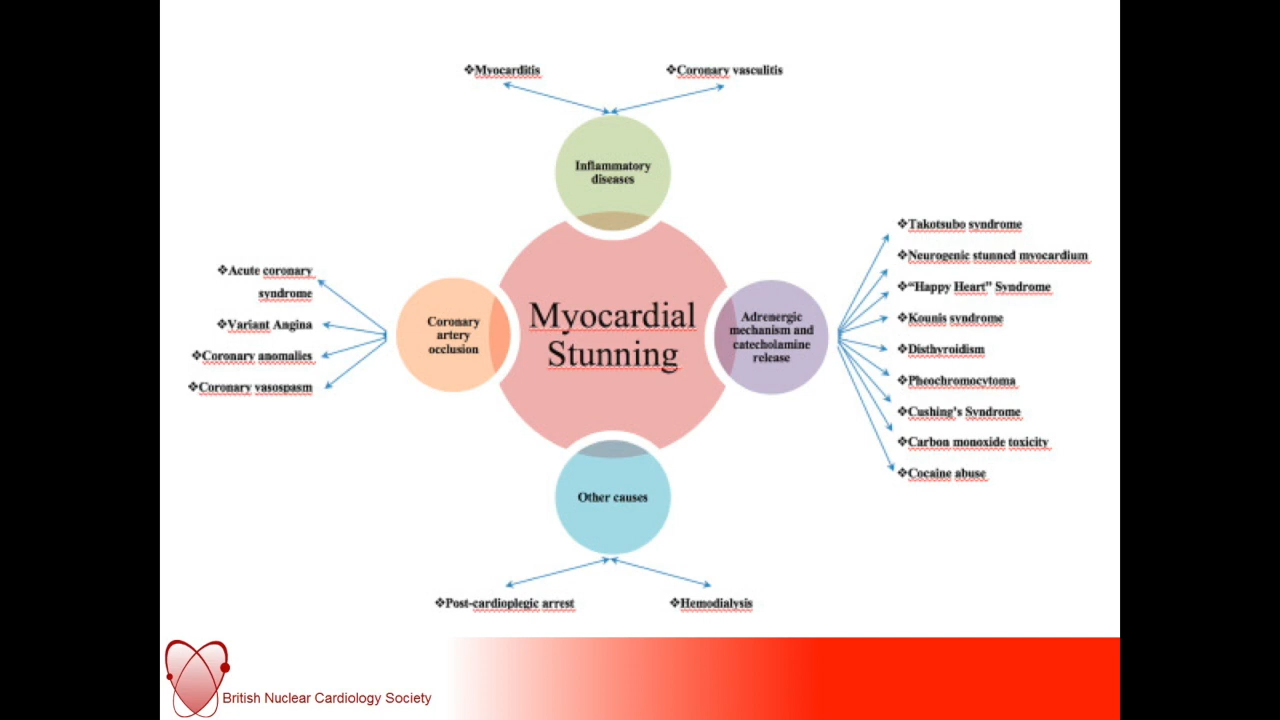 ❖Myocarditis
❖Coronary vasculitis
Inflammatory
diseases
❖Acute coronary
syndrome
❖Variant Angina
❖Coronary anomalies
❖Coronary vasospasm
Coronary
artery
occlusion
Myocardial
Stunning
Adrenergic
mechanism and
catecholamine
release
❖Takotsubo syndrome
❖Neurogenic stunned myocardium
❖“Happy Heart” Syndrome
❖Kounis syndrome
❖Disthyroidism
❖Pheochromocytoma
❖Cushing’s Syndrome
❖Carbon monoxide toxicity
❖Cocaine abuse
Other causes
❖Post-cardioplegic arrest
❖Hemodialysis
British Nuclear Cardiology Society